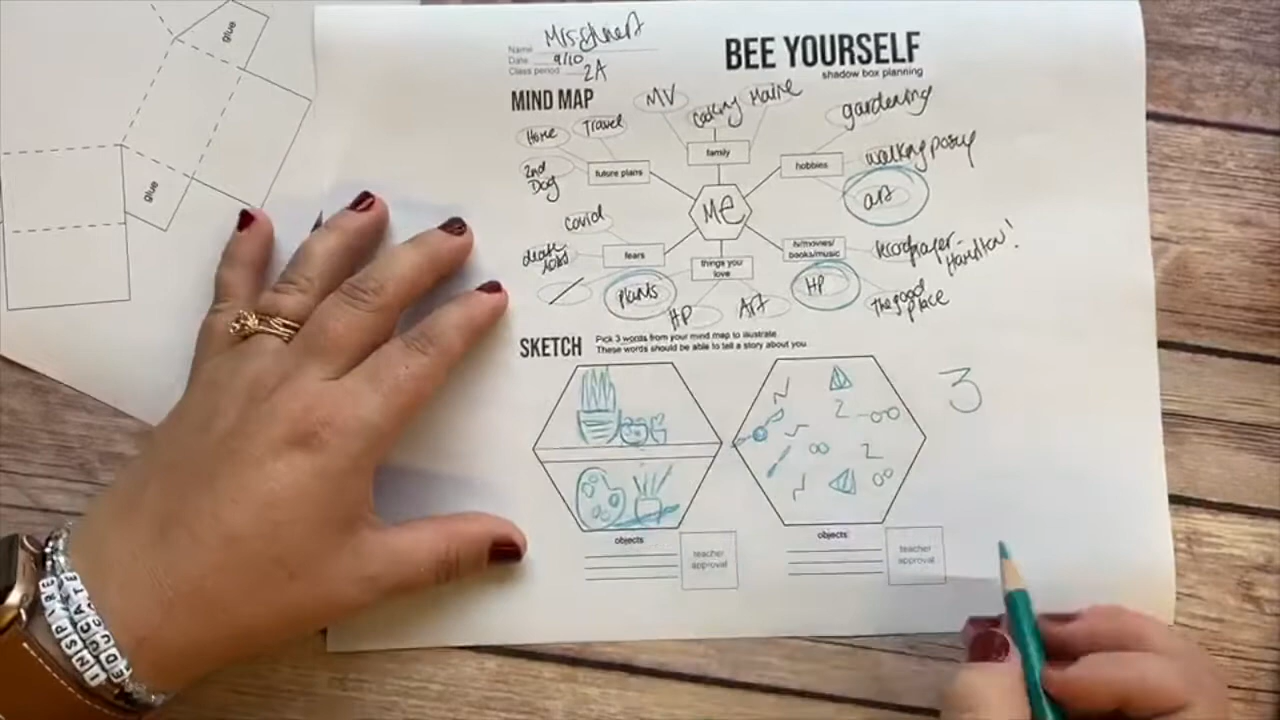 glue
glue
Name
Date 9/10
Class period 2A
BEE YOURSELF
shadow box planning
MIND MAP
MV
cooking
Maine
gardening
Home
Travel
family
hobbies
walking posey
2nd
Dog
future plans
art
ME
covid
fears
things you
love
tv/movies/
books/music
record player -
Hamilton!
plants
HP
Art
HP
The good
place
SKETCH
Pick 3 words from your mind map to illustrate
These words should be able to tell a story about you
3
objects
teacher
approval
objects
teacher
approval
INSPIRE
EDUCATE